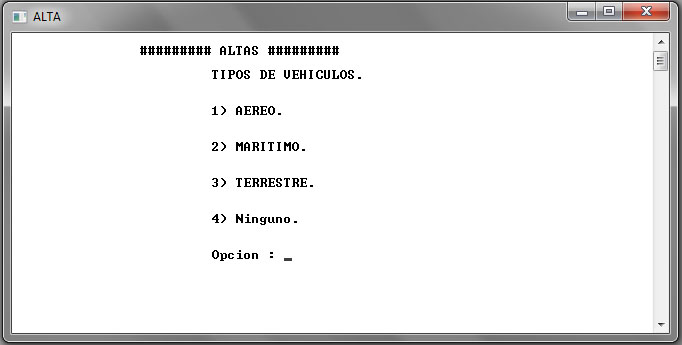 ALTA
######### ALTAS #########
TIPOS DE VEHICULOS.
1) AEREO.
2) MARITIMO.
3) TERRESTRE.
4) Ninguno.
Opcion : _